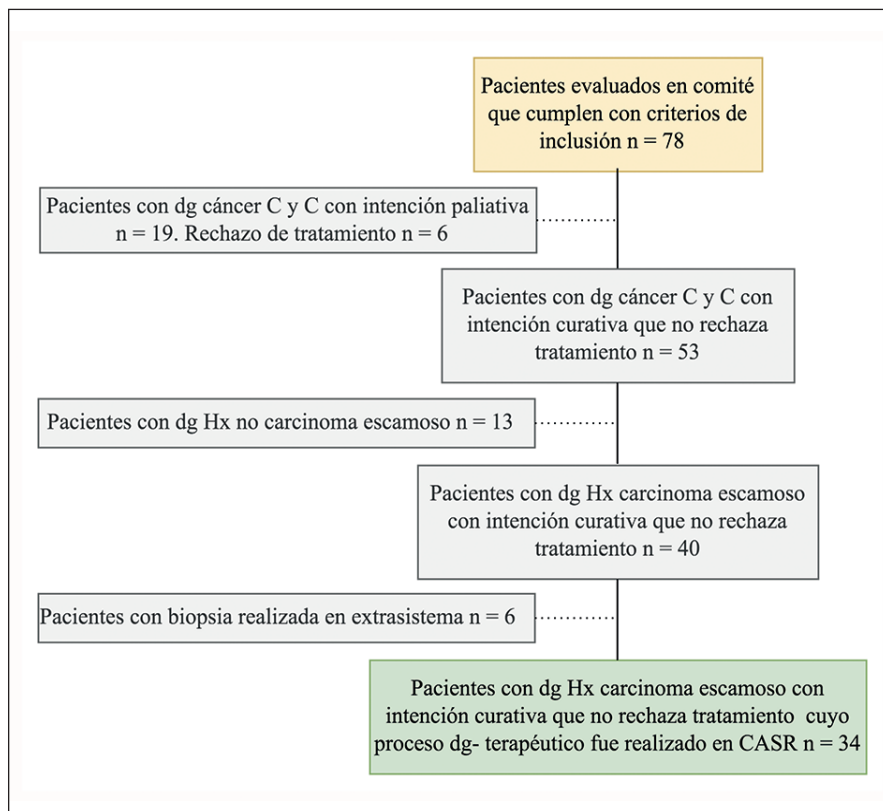 Pacientes evaluados en comité
que cumplen con criterios de
inclusión n = 78
Pacientes con dg cáncer C y C con intención paliativa
n = 19. Rechazo de tratamiento n = 6
Pacientes con dg cáncer C y C con
intención curativa que no rechaza
tratamiento n = 53
Pacientes con dg Hx no carcinoma escamoso n = 13
Pacientes con dg Hx carcinoma escamoso
con intención curativa que no rechaza
tratamiento n = 40
Pacientes con biopsia realizada en extrasistema n = 6
Pacientes con dg Hx carcinoma escamoso con
intención curativa que no rechaza tratamiento cuyo
proceso dg- terapéutico fue realizado en CASR n = 34